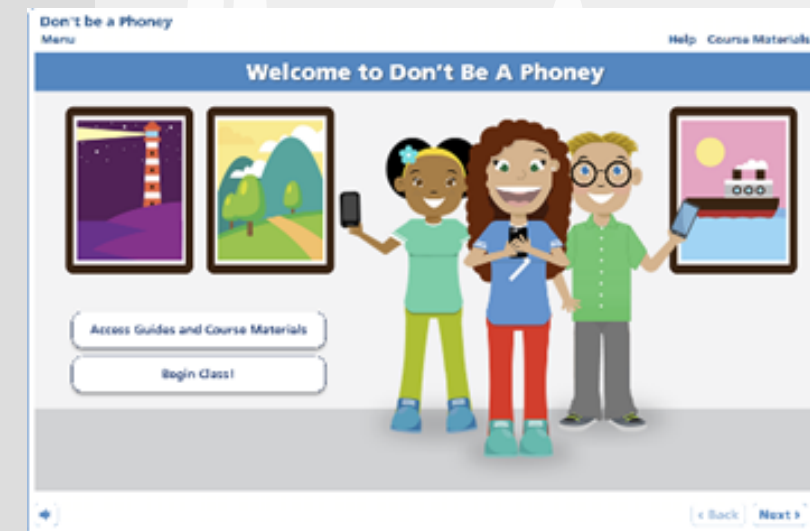 Don't be a Phoney
Menu
Help Course Materials
Welcome to Don't Be A Phoney
Access Guides and Course Materials
Begin Class!
< Back Next >